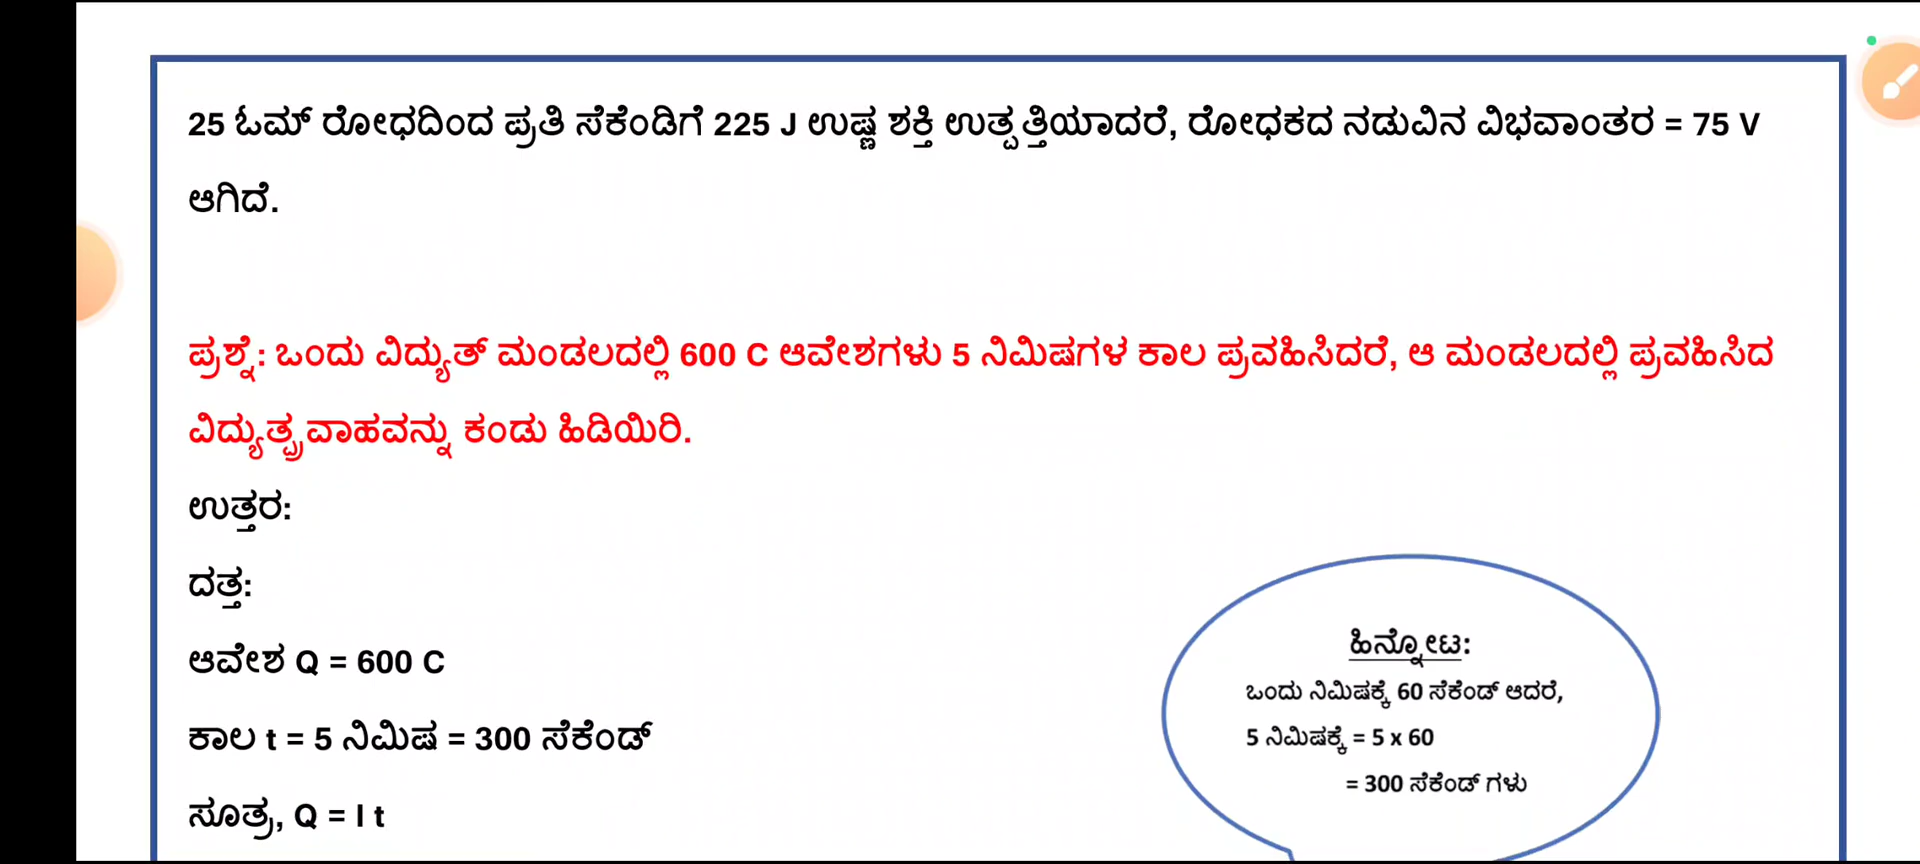 25 ಓಮ್ ರೋಧದಿಂದ ಪ್ರತಿ ಸೆಕೆಂಡಿಗೆ 225 J ಉಷ್ಣ ಶಕ್ತಿ ಉತ್ಪತ್ತಿಯಾದರೆ, ರೋಧಕದ ನಡುವಿನ ವಿಭವಾಂತರ = 75 V
ಆಗಿದೆ.
ಪ್ರಶ್ನೆ: ಒಂದು ವಿದ್ಯುತ್ ಮಂಡಲದಲ್ಲಿ 600 C ಆವೇಶಗಳು 5 ನಿಮಿಷಗಳ ಕಾಲ ಪ್ರವಹಿಸಿದರೆ, ಆ ಮಂಡಲದಲ್ಲಿ ಪ್ರವಹಿಸಿದ
ವಿದ್ಯುತ್ಪ್ರವಾಹವನ್ನು ಕಂಡು ಹಿಡಿಯಿರಿ.
ಉತ್ತರ:
ದತ್ತ:
ಆವೇಶ Q = 600 C
ಕಾಲ t = 5 ನಿಮಿಷ = 300 ಸೆಕೆಂಡ್
ಸೂತ್ರ, Q = I t
ಹಿನ್ನೋಟ:
ಒಂದು ನಿಮಿಷಕ್ಕೆ 60 ಸೆಕೆಂಡ್ ಆದರೆ,
5 ನಿಮಿಷಕ್ಕೆ = 5 x 60
= 300 ಸೆಕೆಂಡ್ ಗಳು